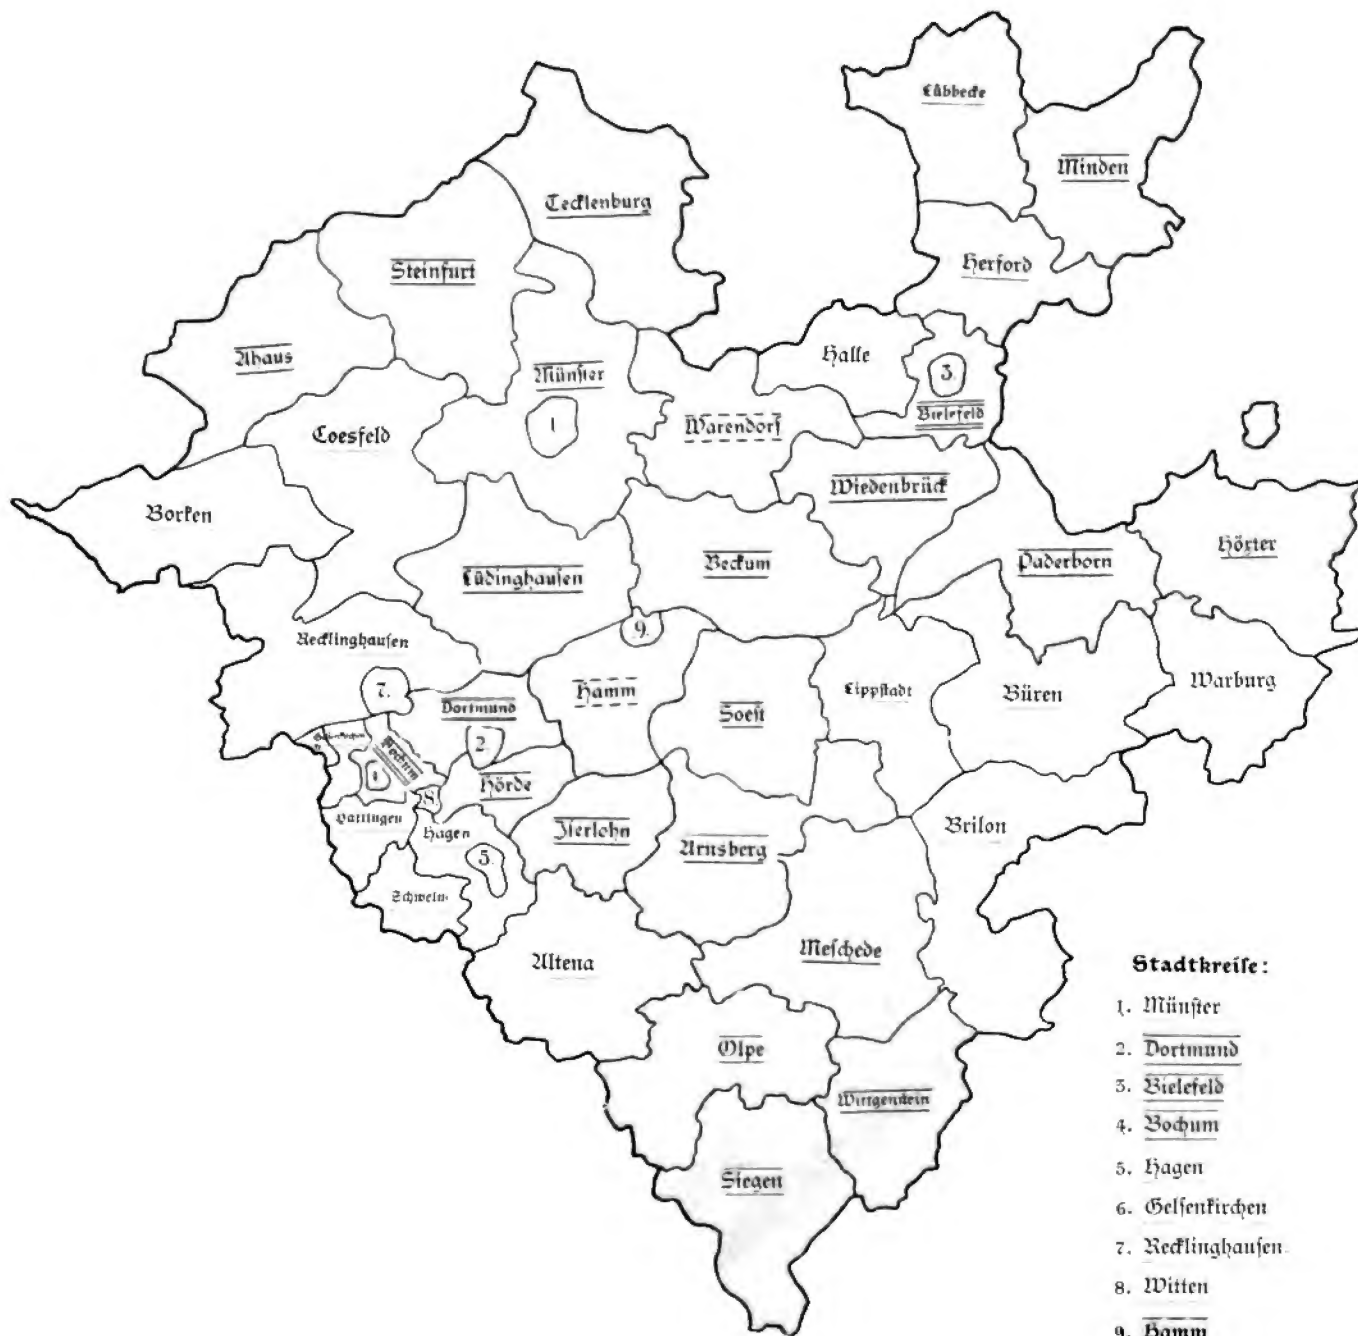 Lübbecke
Minden
Tecklenburg
Herford
Steinfurt
Ahaus
Münster
1
Halle
3.
Bielefeld
Coesfeld
Warendorf
Wiedenbrück
Borken
Lüdinghausen
Beckum
Paderborn
Höxter
Recklinghausen
9.
7.
Hamm
Soest
Lippstadt
Büren
Warburg
Dortmund
2.
Bochum
4.
8.
Hörde
Hagen
5.
Iserlohn
Arnsberg
Brilon
Schwelm
Altena
Meschede
Olpe
Wittgenstein
Siegen
Stadtkreiſe:
1. Münſter
2. Dortmund
3. Bielefeld
4. Bochum
5. Hagen
6. Gelſenkirchen
7. Recklinghauſen
8. Witten
9. Hamm